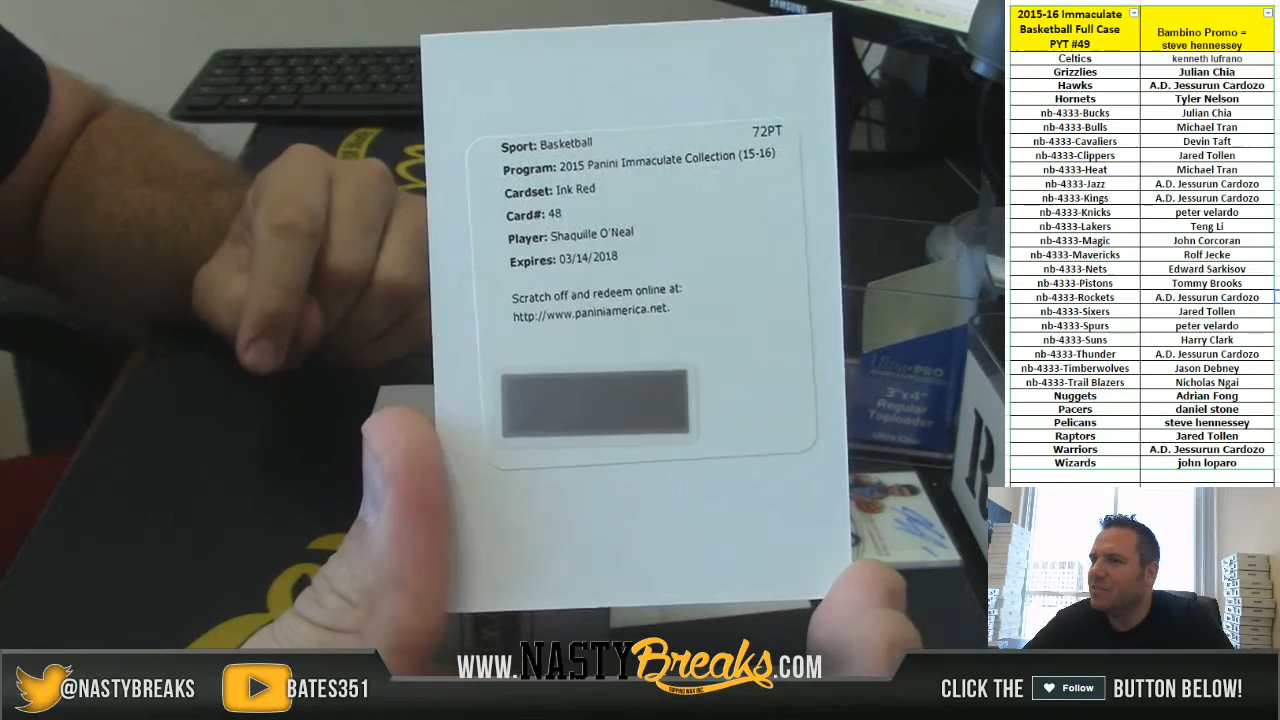 SAMSUNG
Sport: Basketball
72PT
Program: 2015 Panini Immaculate Collection (15-16)
Cardset: Ink Red
Card#: 48
Player: Shaquille O'Neal
Expires: 03/14/2018
Scratch off and redeem online at:
http://www.paniniamerica.net.
Ultra PRO
3"x4"
Regular
Toploader
Ultra Clear
2015-16 Immaculate
Basketball Full Case
PYT #49
Bambino Promo =
steve hennessey
Celtics kenneth lufrano
Grizzlies Julian Chia
Hawks A.D. Jessurun Cardozo
Hornets Tyler Nelson
nb-4333-Bucks Julian Chia
nb-4333-Bulls Michael Tran
nb-4333-Cavaliers Devin Taft
nb-4333-Clippers Jared Tollen
nb-4333-Heat Michael Tran
nb-4333-Jazz A.D. Jessurun Cardozo
nb-4333-Kings A.D. Jessurun Cardozo
nb-4333-Knicks peter velardo
nb-4333-Lakers Teng Li
nb-4333-Magic John Corcoran
nb-4333-Mavericks Rolf Jecke
nb-4333-Nets Edward Sarkisov
nb-4333-Pistons Tommy Brooks
nb-4333-Rockets A.D. Jessurun Cardozo
nb-4333-Sixers Jared Tollen
nb-4333-Spurs peter velardo
nb-4333-Suns Harry Clark
nb-4333-Thunder A.D. Jessurun Cardozo
nb-4333-Timberwolves Jason Debney
nb-4333-Trail Blazers Nicholas Ngai
Nuggets Adrian Fong
Pacers daniel stone
Pelicans steve hennessey
Raptors Jared Tollen
Warriors A.D. Jessurun Cardozo
Wizards john loparo
@NASTYBREAKS
BATES351
WWW.NASTYBreaks.COM
RIPPING WAX INC.
CLICK THE Follow BUTTON BELOW!